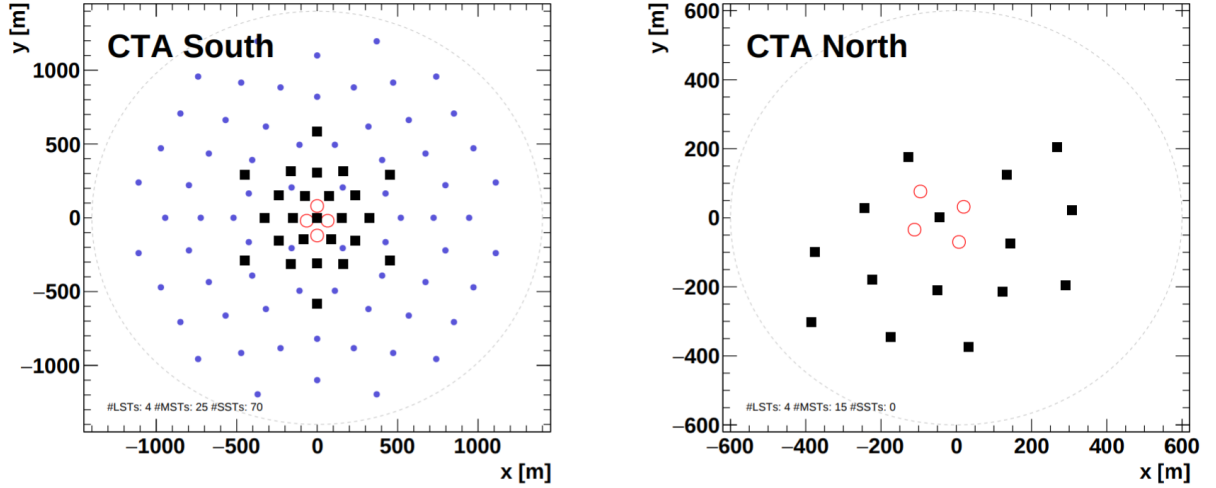 y [m]
CTA South
1000
500
0
−500
−1000
#LSTs: 4 #MSTs: 25 #SSTs: 70
−1000 −500 0 500 1000
x [m]
y [m]
CTA North
600
400
200
0
−200
−400
−600
#LSTs: 4 #MSTs: 15 #SSTs: 0
−600 −400 −200 0 200 400 600
x [m]